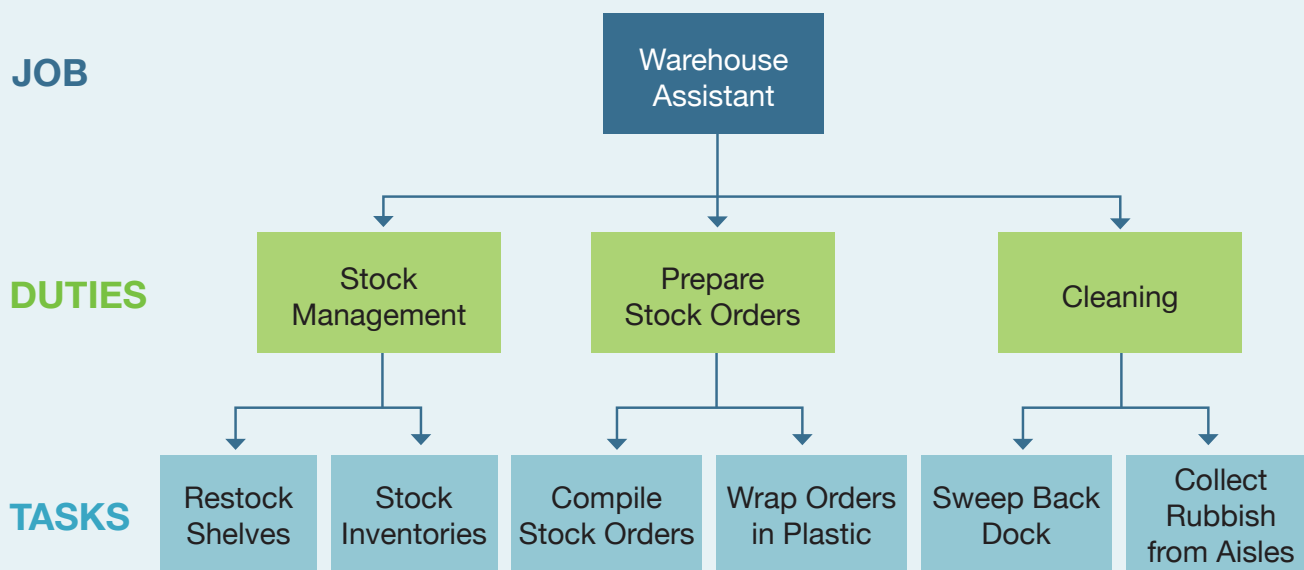 JOB
Warehouse
Assistant
DUTIES
Stock
Management
Prepare
Stock Orders
Cleaning
TASKS
Restock
Shelves
Stock
Inventories
Compile
Stock Orders
Wrap Orders
in Plastic
Sweep Back
Dock
Collect
Rubbish
from Aisles